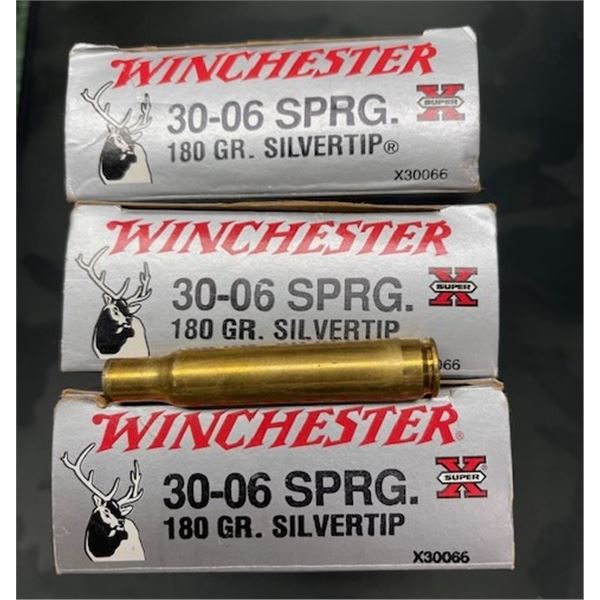 WINCHESTER
30-06 SPRG.
X SUPER
180 GR. SILVERTIP®
X30066
WINCHESTER
30-06 SPRG.
X SUPER
180 GR. SILVERTIP
066
WINCHESTER®
30-06 SPRG.
X SUPER
180 GR. SILVERTIP
X30066